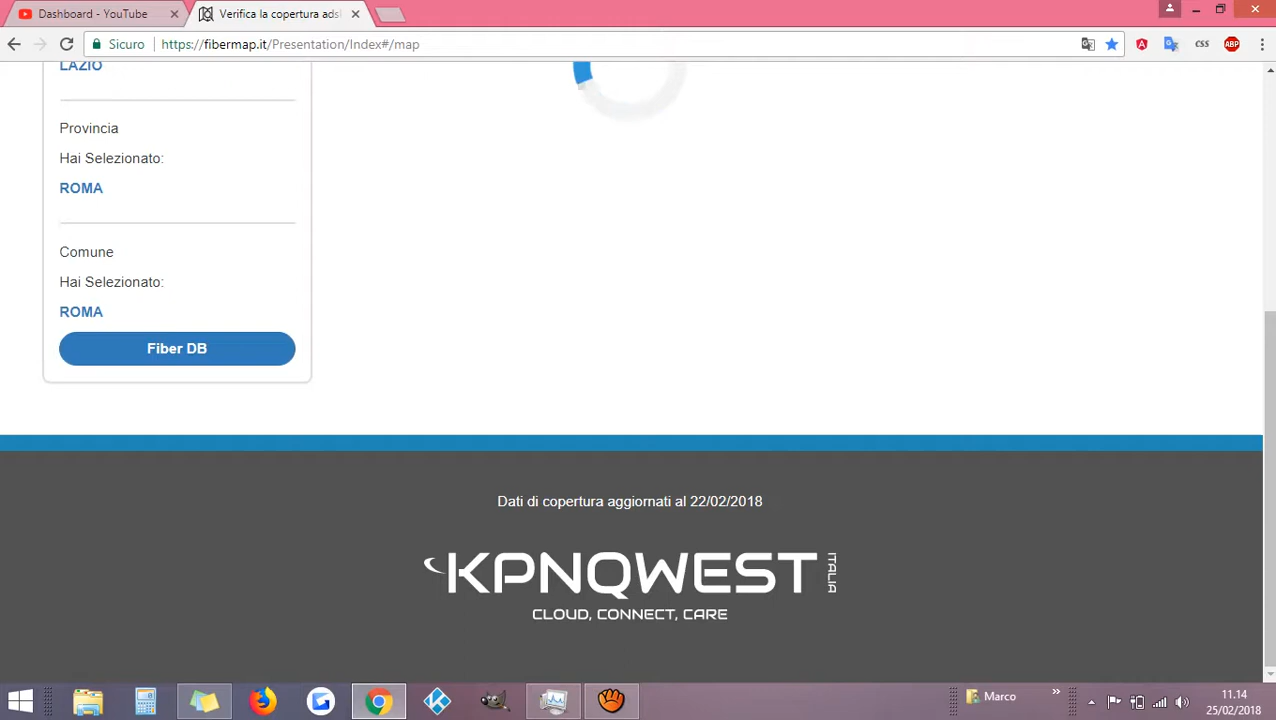 Dashboard - YouTube
Verifica la copertura ads
Sicuro
https://fibermap.it/Presentation/Index#/map
CSS
ABP
LAZIO
Provincia
Hai Selezionato:
ROMA
Comune
Hai Selezionato:
ROMA
Fiber DB
Dati di copertura aggiornati al 22/02/2018
KPNQWEST ITALIA
CLOUD, CONNECT, CARE
Marco
11.14
25/02/2018